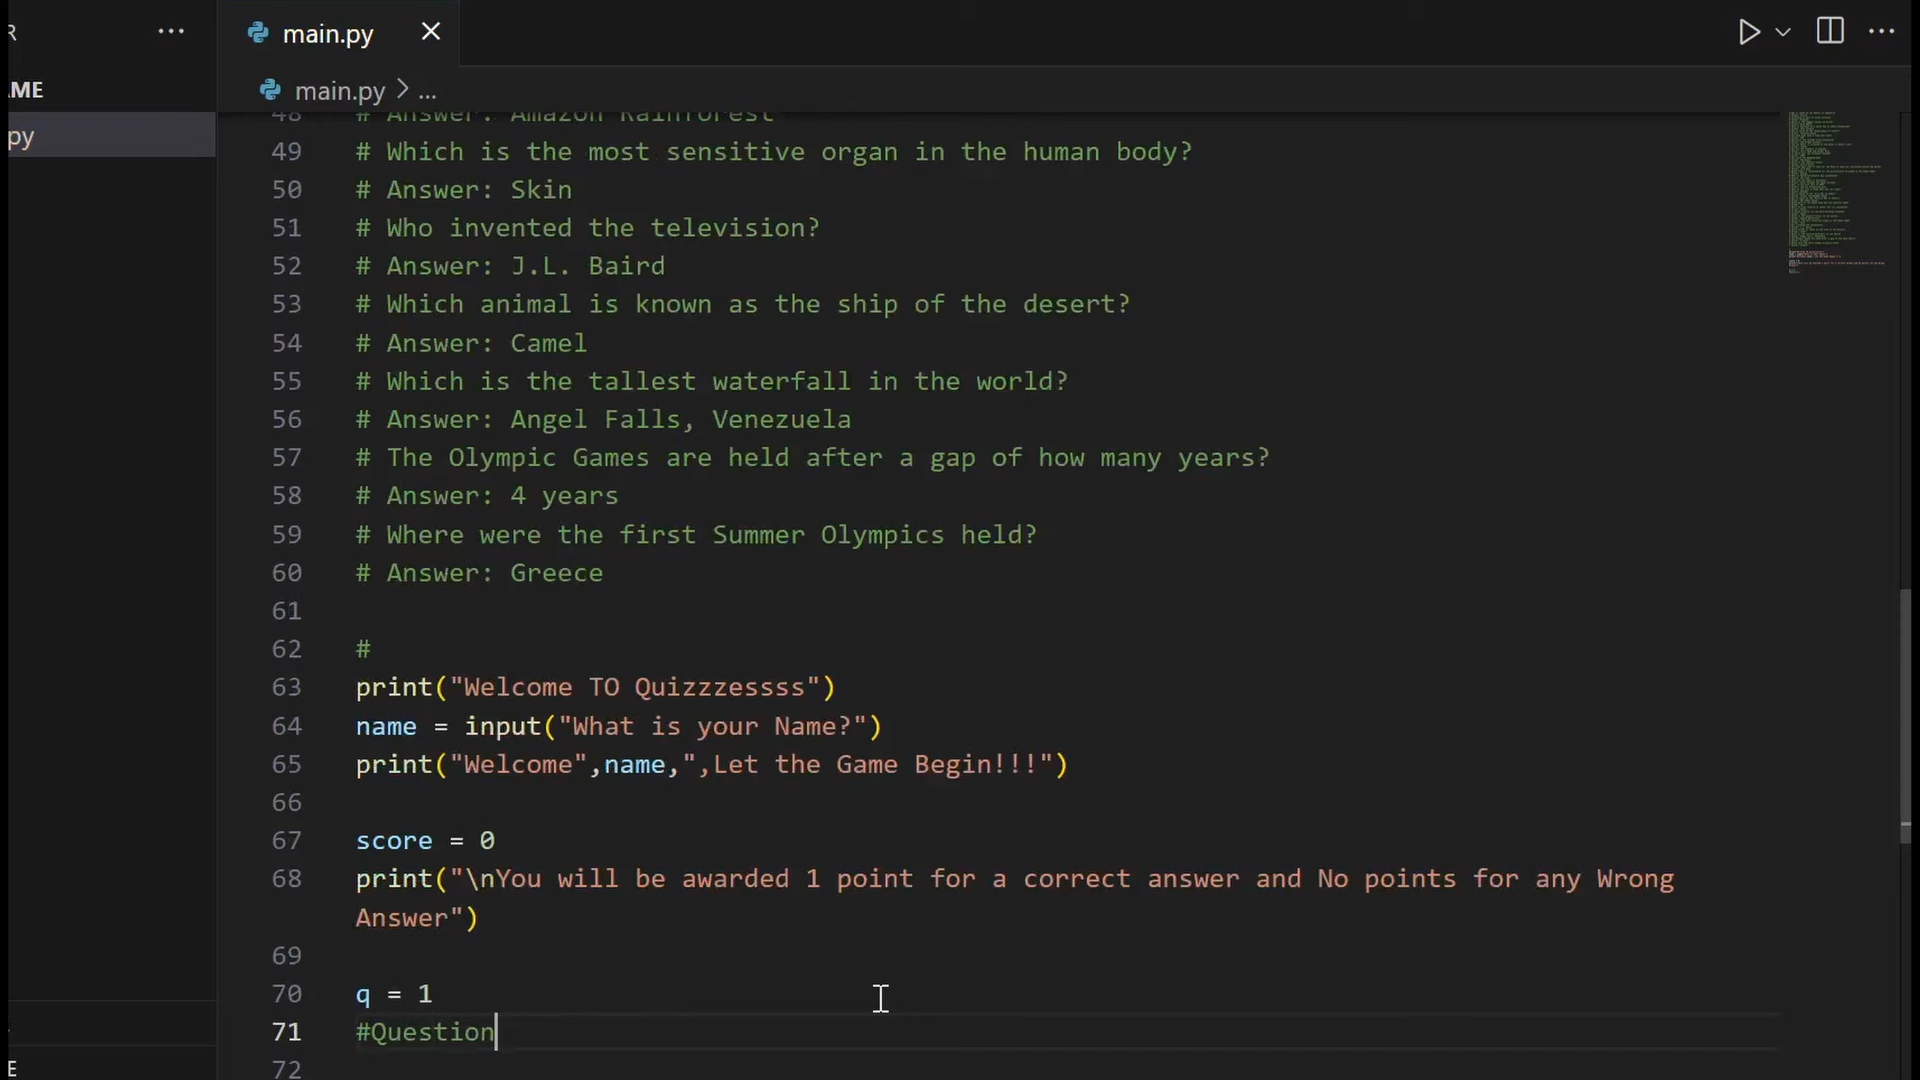 R ...
main.py
AME
main.py > ...
py
48 # Answer: Amazon Rainforest
49 # Which is the most sensitive organ in the human body?
50 # Answer: Skin
51 # Who invented the television?
52 # Answer: J.L. Baird
53 # Which animal is known as the ship of the desert?
54 # Answer: Camel
55 # Which is the tallest waterfall in the world?
56 # Answer: Angel Falls, Venezuela
57 # The Olympic Games are held after a gap of how many years?
58 # Answer: 4 years
59 # Where were the first Summer Olympics held?
60 # Answer: Greece
61
62 #
63 print("Welcome TO Quizzzessss")
64 name = input("What is your Name?")
65 print("Welcome",name,",Let the Game Begin!!!")
66
67 score = 0
68 print("\nYou will be awarded 1 point for a correct answer and No points for any Wrong
Answer")
69
70 q = 1
71 #Question
72
E